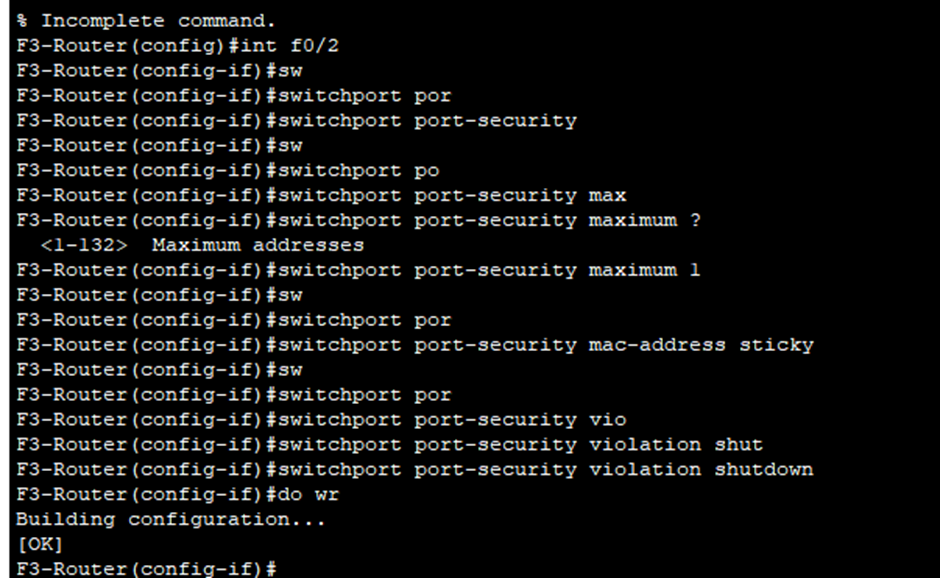 % Incomplete command.
F3-Router(config)#int f0/2
F3-Router(config-if)#sw
F3-Router(config-if)#switchport por
F3-Router(config-if)#switchport port-security
F3-Router(config-if)#sw
F3-Router(config-if)#switchport po
F3-Router(config-if)#switchport port-security max
F3-Router(config-if)#switchport port-security maximum ?
  <1-132>  Maximum addresses
F3-Router(config-if)#switchport port-security maximum 1
F3-Router(config-if)#sw
F3-Router(config-if)#switchport por
F3-Router(config-if)#switchport port-security mac-address sticky
F3-Router(config-if)#sw
F3-Router(config-if)#switchport por
F3-Router(config-if)#switchport port-security vio
F3-Router(config-if)#switchport port-security violation shut
F3-Router(config-if)#switchport port-security violation shutdown
F3-Router(config-if)#do wr
Building configuration...
[OK]
F3-Router(config-if)#